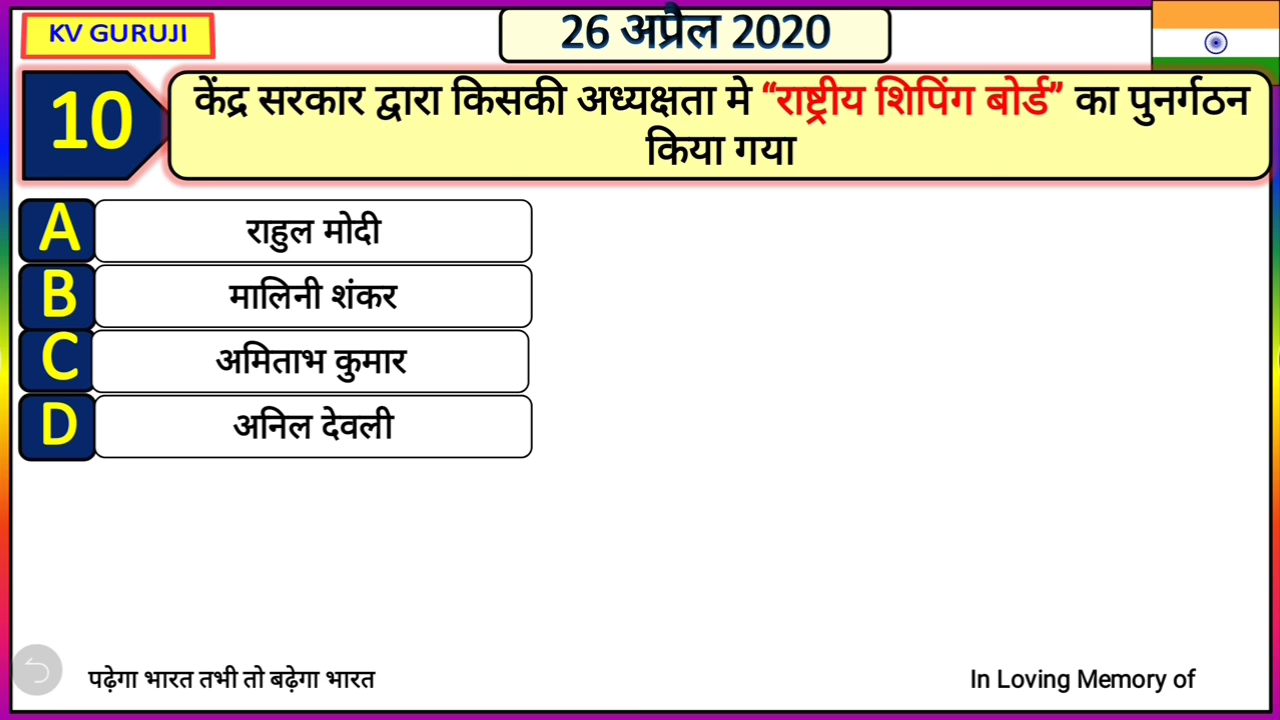 KV GURUJI
26 अप्रैल 2020
10
केंद्र सरकार द्वारा किसकी अध्यक्षता मे “राष्ट्रीय शिपिंग बोर्ड” का पुनर्गठन
किया गया
A राहुल मोदी
B मालिनी शंकर
C अमिताभ कुमार
D अनिल देवली
पढ़ेगा भारत तभी तो बढ़ेगा भारत
In Loving Memory of